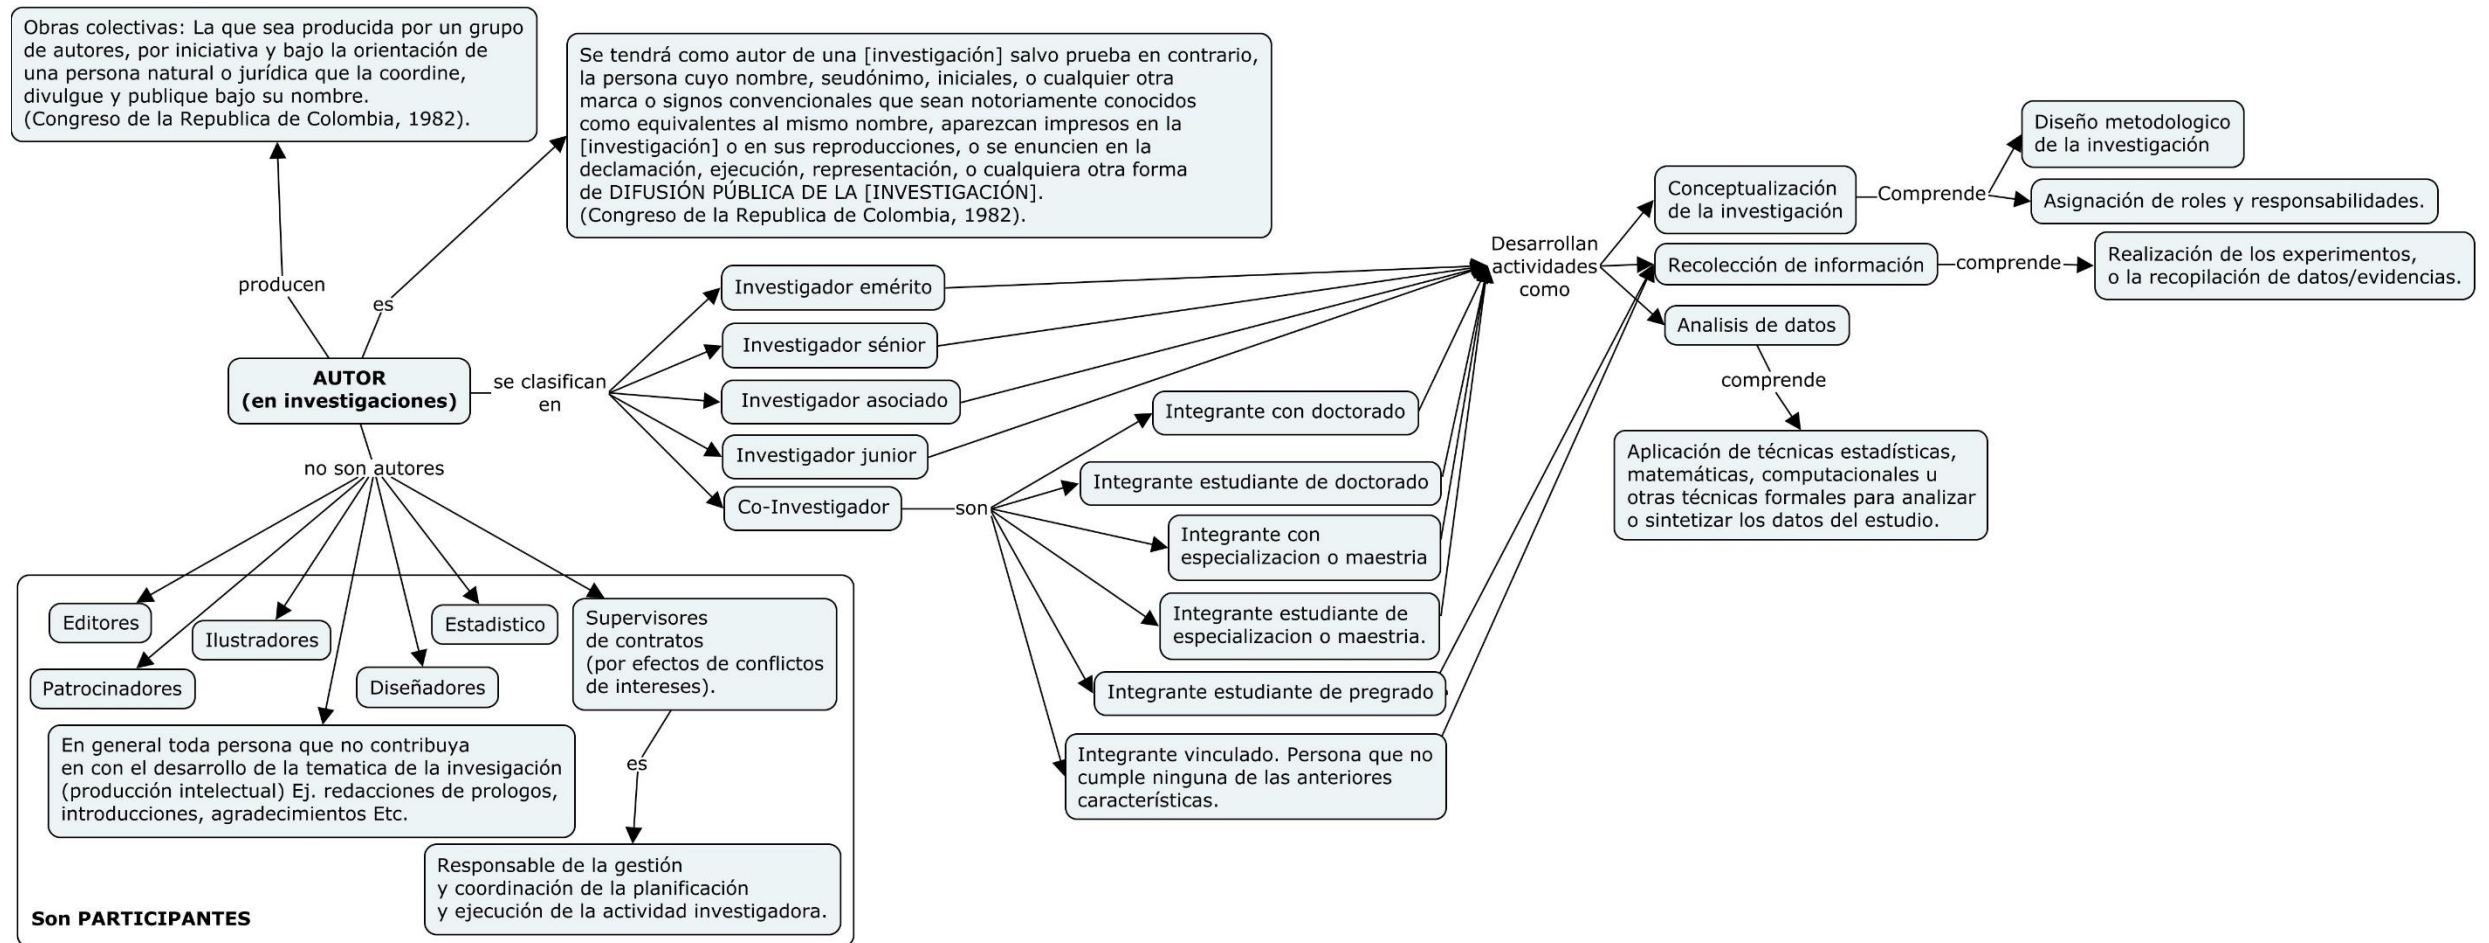 Obras colectivas: La que sea producida por un grupo
de autores, por iniciativa y bajo la orientación de
una persona natural o jurídica que la coordine,
divulgue y publique bajo su nombre.
(Congreso de la Republica de Colombia, 1982).
Se tendrá como autor de una [investigación] salvo prueba en contrario,
la persona cuyo nombre, seudónimo, iniciales, o cualquier otra
marca o signos convencionales que sean notoriamente conocidos
como equivalentes al mismo nombre, aparezcan impresos en la
[investigación] o en sus reproducciones, o se enuncien en la
declamación, ejecución, representación, o cualquiera otra forma
de DIFUSIÓN PÚBLICA DE LA [INVESTIGACIÓN].
(Congreso de la Republica de Colombia, 1982).
producen
es
AUTOR
(en investigaciones)
se clasifican
en
Investigador emérito
Investigador sénior
Investigador asociado
Investigador junior
Co-Investigador
son
Integrante con doctorado
Integrante estudiante de doctorado
Integrante con
especializacion o maestria
Integrante estudiante de
especializacion o maestria.
Integrante estudiante de pregrado
Integrante vinculado. Persona que no
cumple ninguna de las anteriores
características.
Desarrollan
actividades
como
Conceptualización
de la investigación
Comprende
Diseño metodologico
de la investigación
Asignación de roles y responsabilidades.
Recolección de información
comprende
Realización de los experimentos,
o la recopilación de datos/evidencias.
Analisis de datos
comprende
Aplicación de técnicas estadísticas,
matemáticas, computacionales u
otras técnicas formales para analizar
o sintetizar los datos del estudio.
no son autores
Editores
Patrocinadores
Ilustradores
Diseñadores
Estadistico
Supervisores
de contratos
(por efectos de conflictos
de intereses).
En general toda persona que no contribuya
en con el desarrollo de la tematica de la invesigación
(producción intelectual) Ej. redacciones de prologos,
introducciones, agradecimientos Etc.
es
Responsable de la gestión
y coordinación de la planificación
y ejecución de la actividad investigadora.
Son PARTICIPANTES